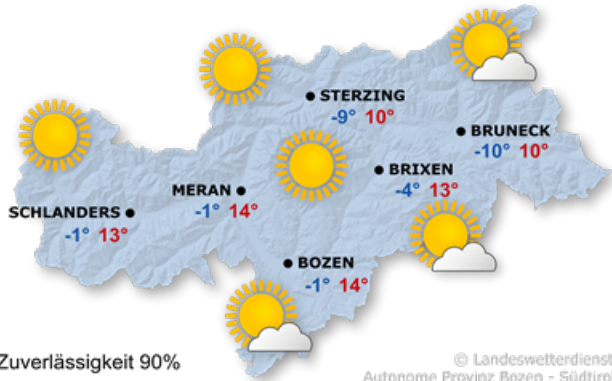 STERZING
-9° 10°
BRUNECK
-10° 10°
BRIXEN
-4° 13°
MERAN
-1° 14°
SCHLANDERS
-1° 13°
BOZEN
-1° 14°
Zuverlässigkeit 90%
© Landeswetterdienst
Autonome Provinz Bozen - Südtirol